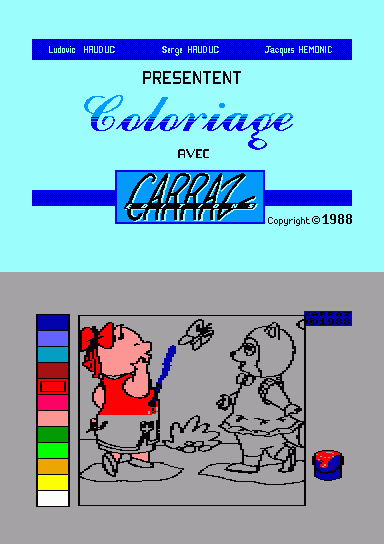 Ludovic HAUDUC Serge HAUDUC Jacques HEMONIC
PRESENTENT
Coloriage
AVEC
CARRAZ
Copyright © 1988